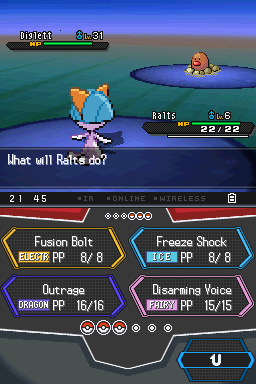 Diglett ♂Lv.31
HP
Ralts ♂Lv.6
HP
22/22
What will Ralts do?
21 45 IR ONLINE WIRELESS
Fusion Bolt
ELECTR PP 8/8
Freeze Shock
ICE PP 8/8
Outrage
DRAGON PP 16/16
Disarming Voice
FAIRY PP 15/15